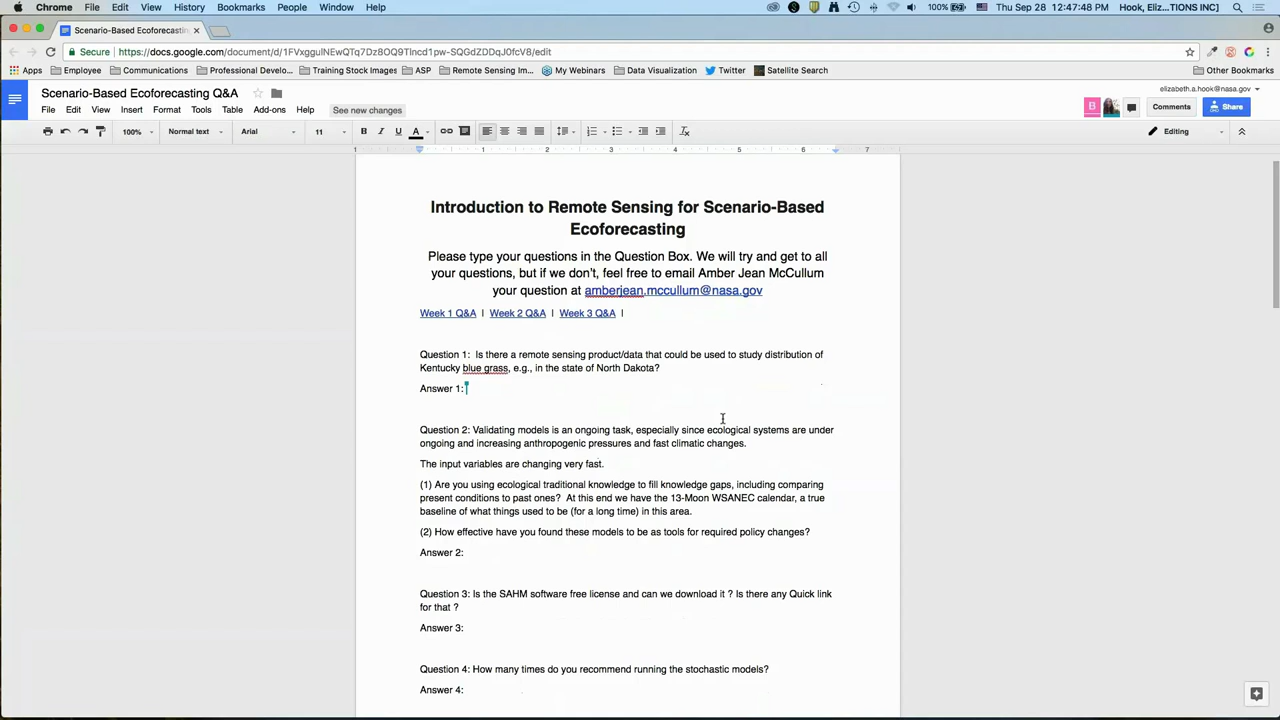 Chrome File Edit View History Bookmarks People Window Help 100% Thu Sep 28 12:47:48 Hook, Eliz...TIONS INC]
Scenario-Based Ecoforecasting
Secure https://docs.google.com/document/d/1FVxggulNEwQTq7Dz8OQ9TIncd1pw-SQGdZDDqJ0fcV8/edit
Apps Employee Communications Professional Develo... Training Stock Images ASP Remote Sensing Im... My Webinars Data Visualization Twitter Satellite Search Other Bookmarks
Scenario-Based Ecoforecasting Q&A
elizabeth.a.hook@nasa.gov
File Edit View Insert Format Tools Table Add-ons Help See new changes
B Comments Share
100% Normal text Arial 11 B I U A Editing
1 1 2 3 4 5 6 7
Introduction to Remote Sensing for Scenario-Based
Ecoforecasting
Please type your questions in the Question Box. We will try and get to all
your questions, but if we don't, feel free to email Amber Jean McCullum
your question at amberjean.mccullum@nasa.gov
Week 1 Q&A | Week 2 Q&A | Week 3 Q&A |
Question 1: Is there a remote sensing product/data that could be used to study distribution of
Kentucky blue grass, e.g., in the state of North Dakota?
Answer 1:
Question 2: Validating models is an ongoing task, especially since ecological systems are under
ongoing and increasing anthropogenic pressures and fast climatic changes.
The input variables are changing very fast.
(1) Are you using ecological traditional knowledge to fill knowledge gaps, including comparing
present conditions to past ones? At this end we have the 13-Moon WSANEC calendar, a true
baseline of what things used to be (for a long time) in this area.
(2) How effective have you found these models to be as tools for required policy changes?
Answer 2:
Question 3: Is the SAHM software free license and can we download it ? Is there any Quick link
for that ?
Answer 3:
Question 4: How many times do you recommend running the stochastic models?
Answer 4: